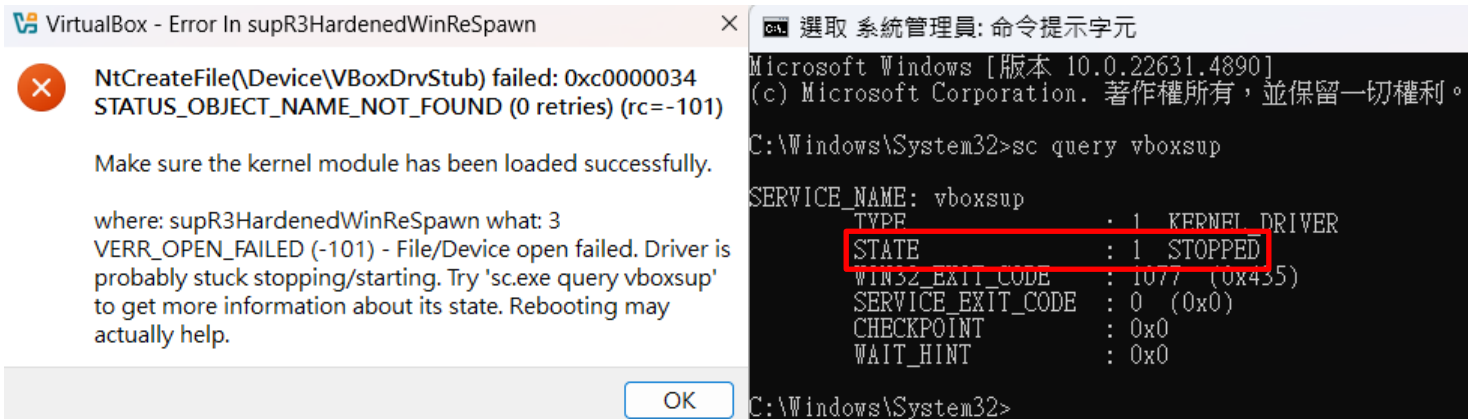 VirtualBox - Error In supR3HardenedWinReSpawn
NtCreateFile(\Device\VBoxDrvStub) failed: 0xc0000034
STATUS_OBJECT_NAME_NOT_FOUND (0 retries) (rc=-101)
Make sure the kernel module has been loaded successfully.
where: supR3HardenedWinReSpawn what: 3
VERR_OPEN_FAILED (-101) - File/Device open failed. Driver is
probably stuck stopping/starting. Try 'sc.exe query vboxsup'
to get more information about its state. Rebooting may
actually help.
OK
選取 系統管理員: 命令提示字元
Microsoft Windows [版本 10.0.22631.4890]
(c) Microsoft Corporation. 著作權所有，並保留一切權利。
C:\Windows\System32>sc query vboxsup
SERVICE_NAME: vboxsup
TYPE : 1 KERNEL_DRIVER
STATE : 1 STOPPED
WIN32_EXIT_CODE : 1077 (0x435)
SERVICE_EXIT_CODE : 0 (0x0)
CHECKPOINT : 0x0
WAIT_HINT : 0x0
C:\Windows\System32>